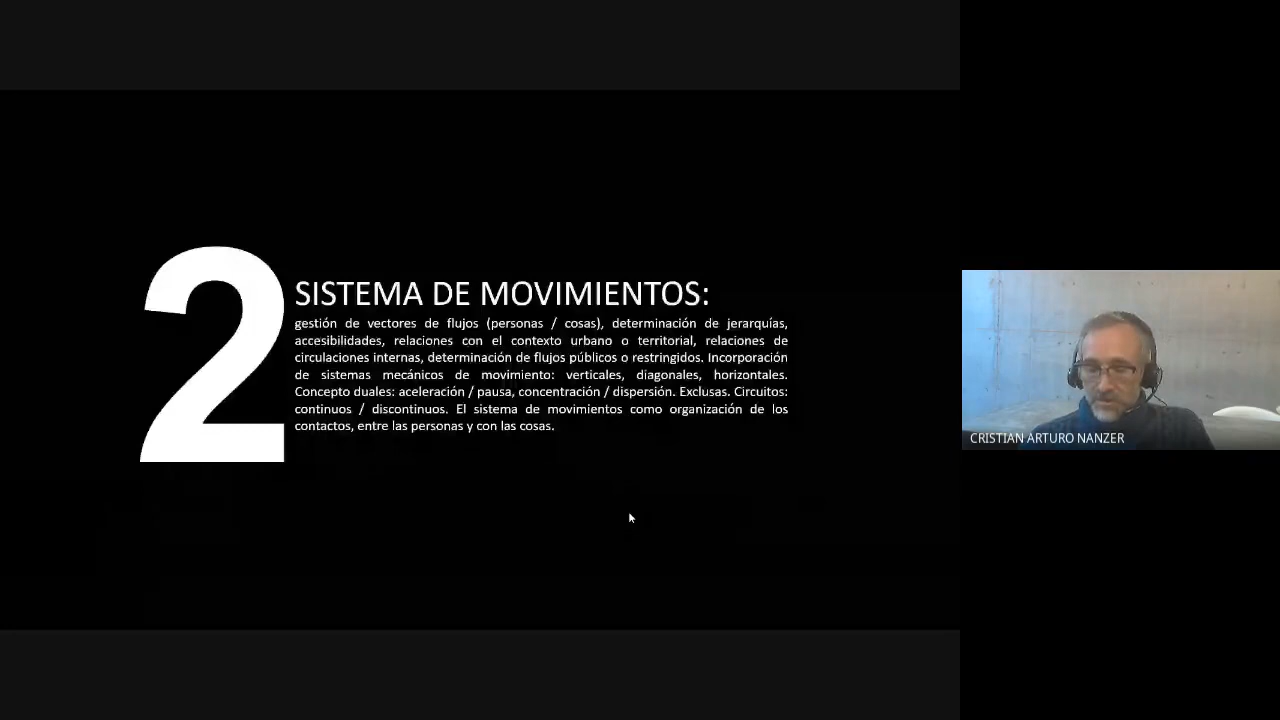 2
SISTEMA DE MOVIMIENTOS:
gestión de vectores de flujos (personas / cosas), determinación de jerarquías,
accesibilidades, relaciones con el contexto urbano o territorial, relaciones de
circulaciones internas, determinación de flujos públicos o restringidos. Incorporación
de sistemas mecánicos de movimiento: verticales, diagonales, horizontales.
Concepto duales: aceleración / pausa, concentración / dispersión. Exclusas. Circuitos:
continuos / discontinuos. El sistema de movimientos como organización de los
contactos, entre las personas y con las cosas.
CRISTIAN ARTURO NANZER